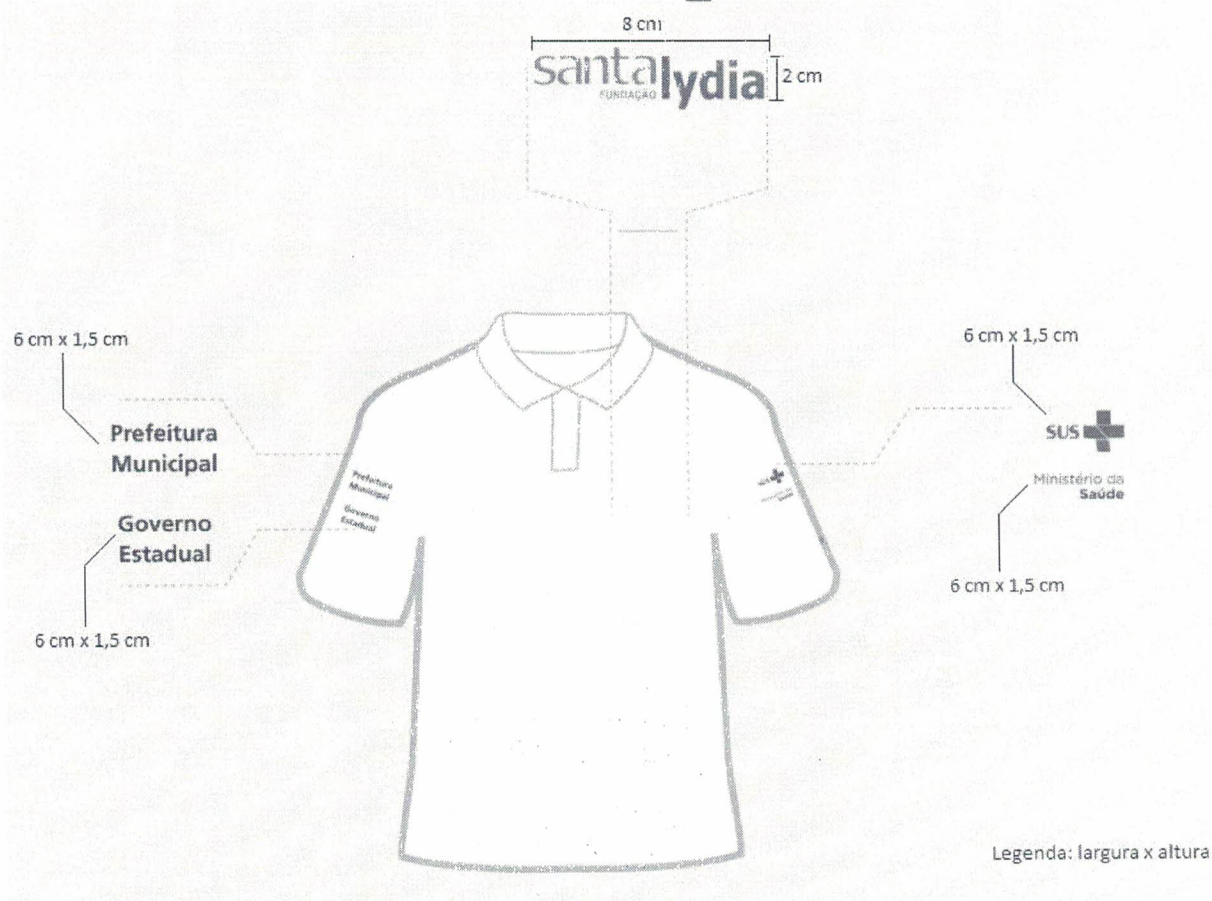 8 cm
santalydia
FUNDAÇÃO
2 cm
6 cm x 1,5 cm
Prefeitura
Municipal
Governo
Estadual
6 cm x 1,5 cm
Prefeitura
Municipal
Governo
Estadual
6 cm x 1,5 cm
SUS
Ministério da
Saúde
6 cm x 1,5 cm
Legenda: largura x altura